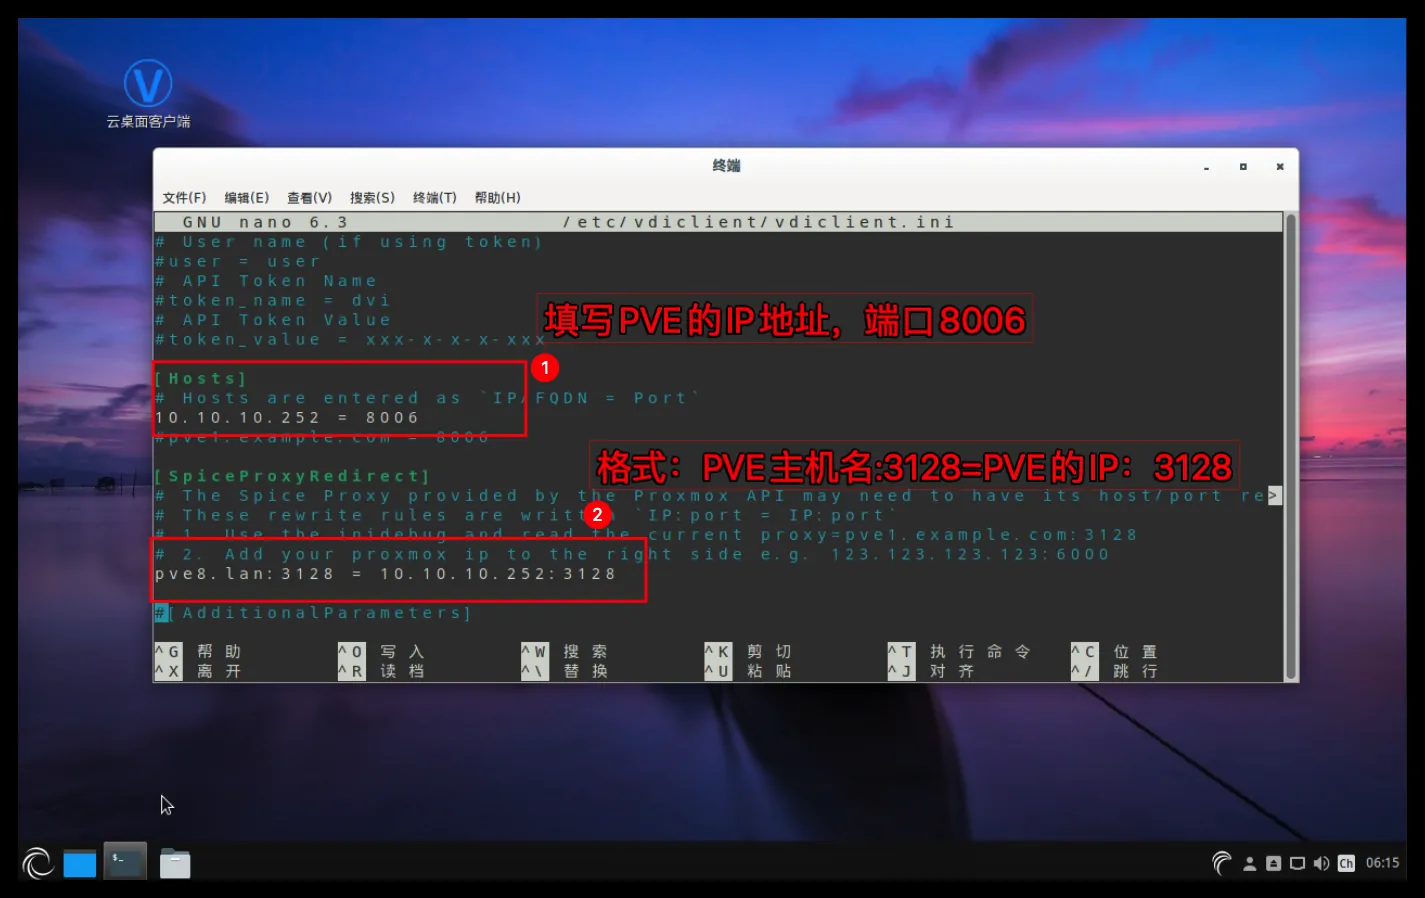 云桌面客户端
终端
文件(F) 编辑(E) 查看(V) 搜索(S) 终端(T) 帮助(H)
GNU nano 6.3 /etc/vdiclient/vdiclient.ini
# User name (if using token)
#user = user
# API Token Name
#token_name = dvi
# API Token Value
填写PVE的IP地址，端口8006
#token_value = xxx-x-x-x-xxx
1
[Hosts]
# Hosts are entered as `IP/FQDN = Port`
10.10.10.252 = 8006
#pve1.example.com = 8006
格式：PVE主机名:3128=PVE的IP：3128
[SpiceProxyRedirect]
# The Spice Proxy provided by the Proxmox API may need to have its host/port re>
# These rewrite rules are writt `IP:port = IP:port`
2
# 1. Use the inidebug and read the current proxy=pve1.example.com:3128
# 2. Add your proxmox ip to the right side e.g. 123.123.123.123:6000
pve8.lan:3128 = 10.10.10.252:3128
#[AdditionalParameters]
^G 帮助 ^O 写入 ^W 搜索 ^K 剪切 ^T 执行命令 ^C 位置
^X 离开 ^R 读档 ^\ 替换 ^U 粘贴 ^J 对齐 ^/ 跳行
$-
Ch 06:15